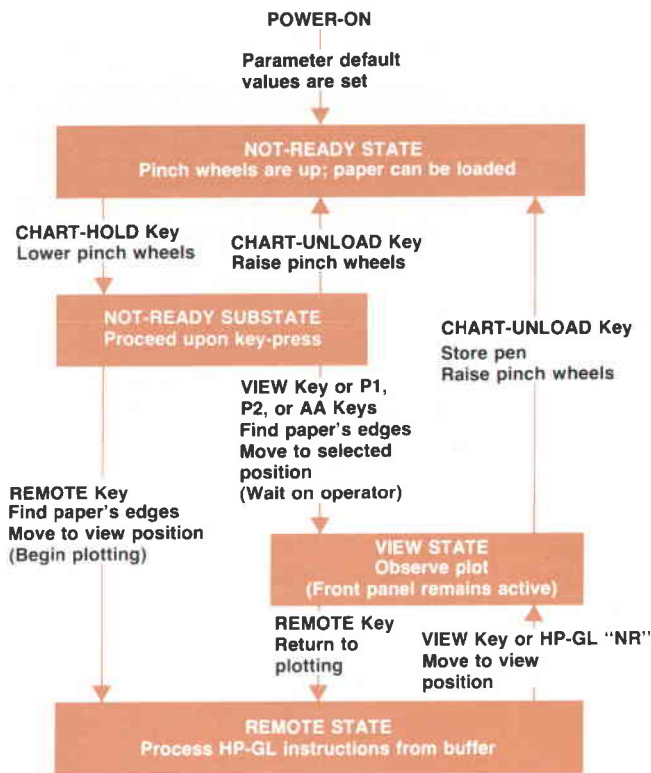 POWER-ON
Parameter default
values are set
NOT-READY STATE
Pinch wheels are up; paper can be loaded
CHART-HOLD Key
Lower pinch wheels
CHART-UNLOAD Key
Raise pinch wheels
NOT-READY SUBSTATE
Proceed upon key-press
CHART-UNLOAD Key
Store pen
Raise pinch wheels
VIEW Key or P1,
P2, or AA Keys
Find paper's edges
Move to selected
position
(Wait on operator)
REMOTE Key
Find paper's edges
Move to view position
(Begin plotting)
VIEW STATE
Observe plot
(Front panel remains active)
REMOTE Key
Return to
plotting
VIEW Key or HP-GL “NR”
Move to view
position
REMOTE STATE
Process HP-GL instructions from buffer